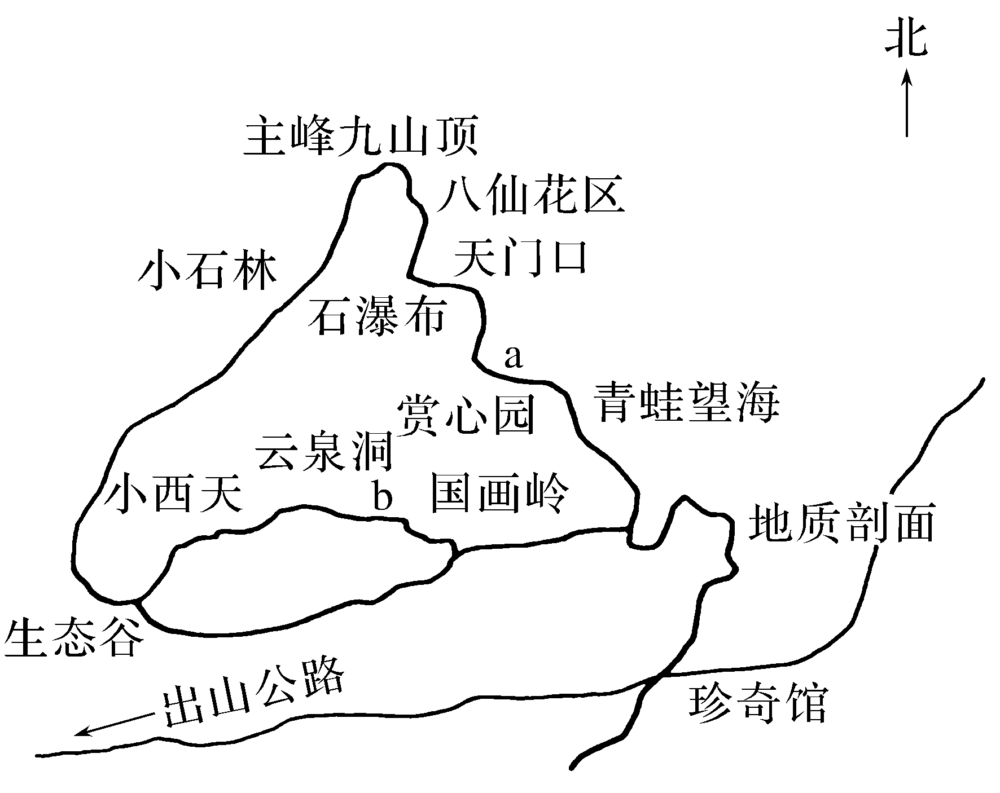 北
主峰九山顶
八仙花区
天门口
小石林
石瀑布
a
青蛙望海
赏心园
云泉洞
小西天
b
国画岭
地质剖面
生态谷
出山公路
珍奇馆